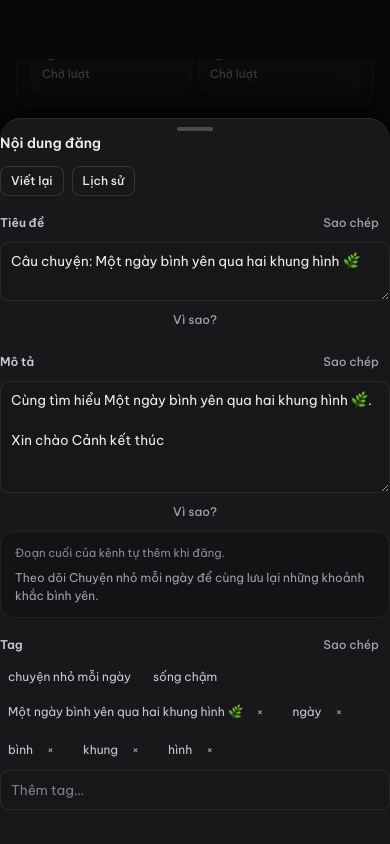 Chờ lượt
Chờ lượt
Nội dung đăng
Viết lại
Lịch sử
Tiêu đề
Sao chép
Câu chuyện: Một ngày bình yên qua hai khung hình 🌿
Vì sao?
Mô tả
Sao chép
Cùng tìm hiểu Một ngày bình yên qua hai khung hình 🌿.
Xin chào Cảnh kết thúc
Vì sao?
Đoạn cuối của kênh tự thêm khi đăng.
Theo dõi Chuyện nhỏ mỗi ngày để cùng lưu lại những khoảnh
khắc bình yên.
Tag
Sao chép
chuyện nhỏ mỗi ngày
sống chậm
Một ngày bình yên qua hai khung hình 🌿 ×
ngày ×
bình ×
khung ×
hình ×
Thêm tag...